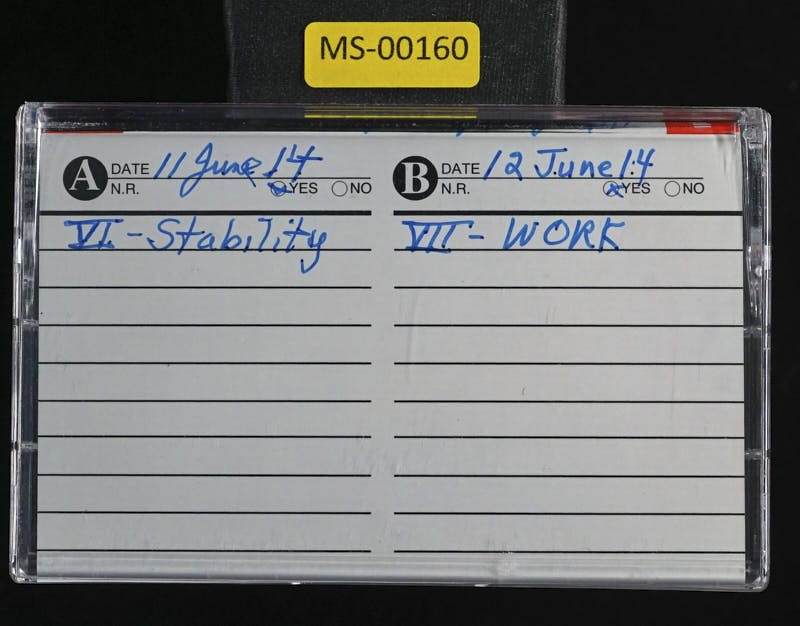 MS-00160
A DATE 11 June 14
N.R. YES NO
VI. - Stability
B DATE 12 June 14
N.R. YES NO
VII - WORK